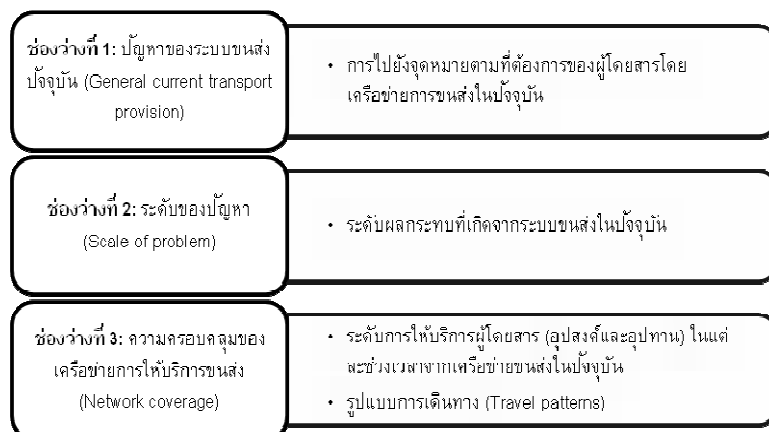 ช่องว่างที่ 1: ปัญหาของระบบขนส่ง
ปัจจุบัน (General current transport
provision)
• การไปยังจุดหมายตามที่ต้องการของผู้โดยสารโดย
เครือข่ายการขนส่งในปัจจุบัน
ช่องว่างที่ 2: ระดับของปัญหา
(Scale of problem)
• ระดับผลกระทบที่เกิดจากระบบขนส่งในปัจจุบัน
ช่องว่างที่ 3: ความครอบคลุมของ
เครือข่ายการให้บริการขนส่ง
(Network coverage)
• ระดับการให้บริการผู้โดยสาร (อุปสงค์และอุปทาน) ในแต่
ละช่วงเวลาจากเครือข่ายขนส่งในปัจจุบัน
• รูปแบบการเดินทาง (Travel patterns)